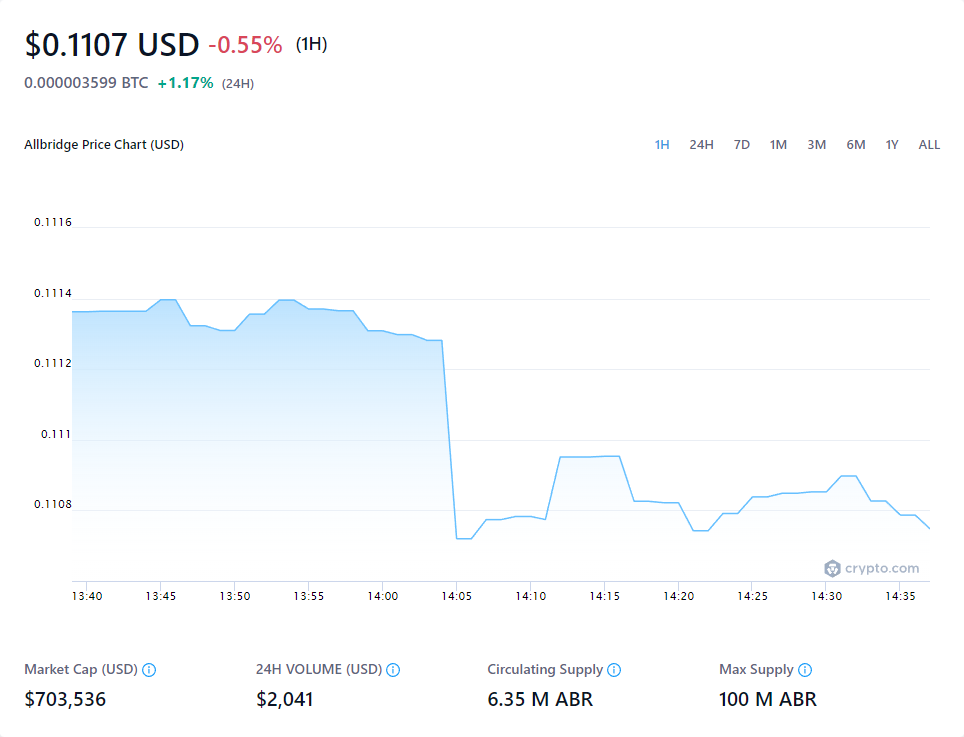 $0.1107 USD -0.55% (1H)
0.000003599 BTC +1.17% (24H)
Allbridge Price Chart (USD) 1H 24H 7D 1M 3M 6M 1Y ALL
0.1116
0.1114
0.1112
0.111
0.1108
crypto.com
13:40 13:45 13:50 13:55 14:00 14:05 14:10 14:15 14:20 14:25 14:30 14:35
Market Cap (USD) 24H VOLUME (USD) Circulating Supply Max Supply
$703,536 $2,041 6.35 M ABR 100 M ABR